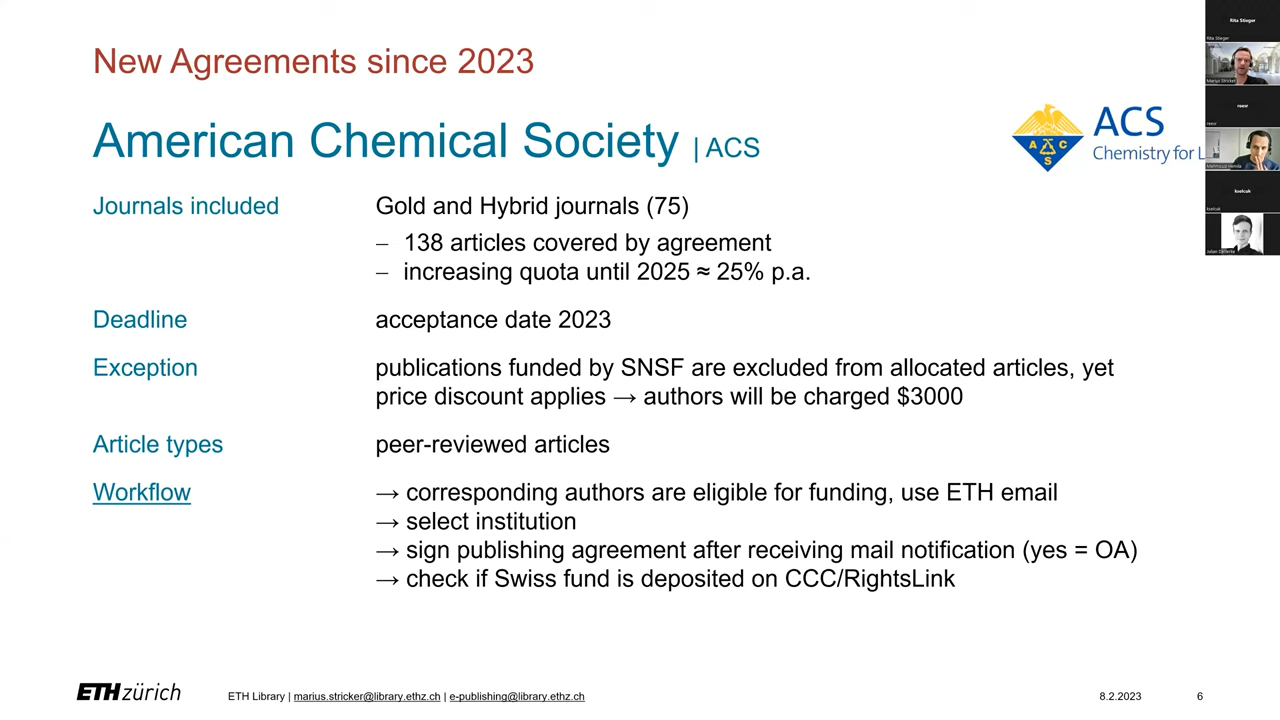 New Agreements since 2023
American Chemical Society | ACS
ACS
Chemistry for L
A C S
Journals included
Gold and Hybrid journals (75)
– 138 articles covered by agreement
– increasing quota until 2025 ≈ 25% p.a.
Deadline
acceptance date 2023
Exception
publications funded by SNSF are excluded from allocated articles, yet
price discount applies → authors will be charged $3000
Article types
peer-reviewed articles
Workflow
→ corresponding authors are eligible for funding, use ETH email
→ select institution
→ sign publishing agreement after receiving mail notification (yes = OA)
→ check if Swiss fund is deposited on CCC/RightsLink
ETH zürich
ETH Library | marius.stricker@library.ethz.ch | e-publishing@library.ethz.ch
8.2.2023
6
Rita Stieger
Rita Stieger
Marius Stricker